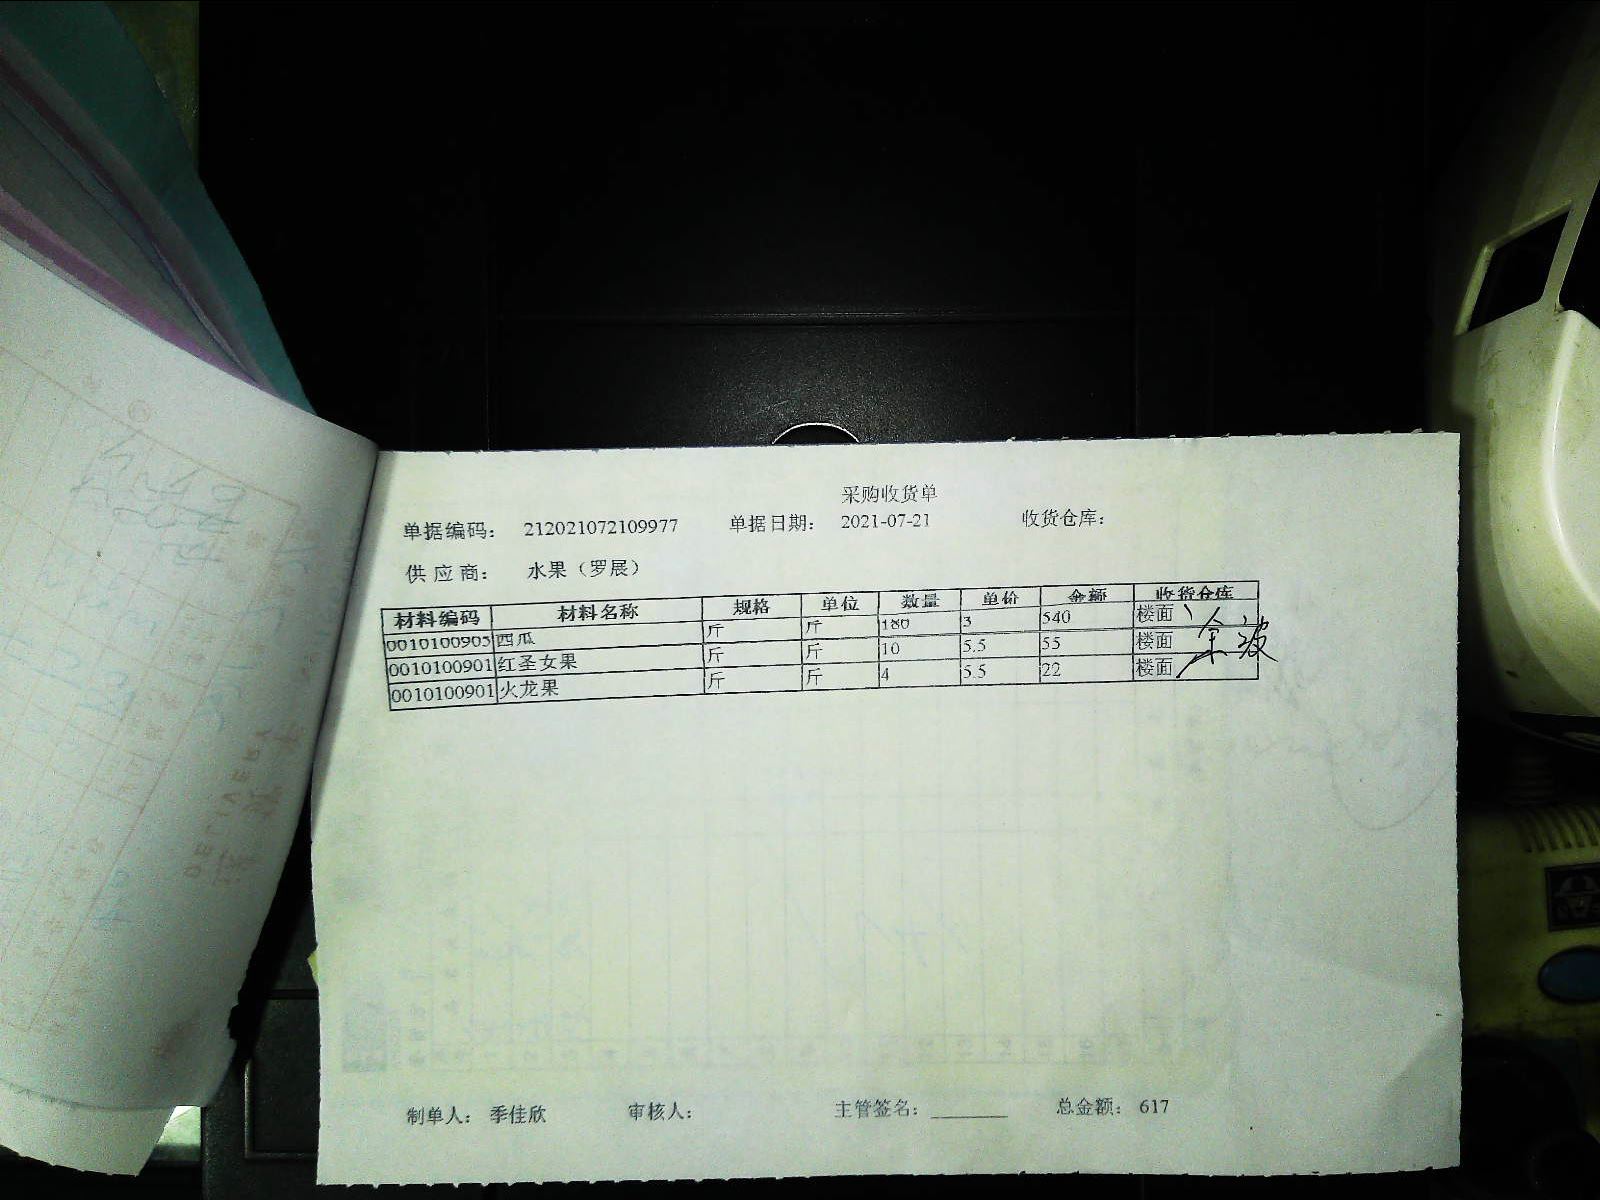 采购收货单
单据编码： 212021072109977 单据日期： 2021-07-21 收货仓库：
供应商： 水果（罗展）
材料编码 材料名称 规格 单位 数量 单价 金额 收货仓库
0010100905 西瓜 斤 斤 180 3 540 楼面
0010100901 红圣女果 斤 斤 10 5.5 55 楼面
0010100901 火龙果 斤 斤 4 5.5 22 楼面
制单人： 季佳欣 审核人： 主管签名： 总金额： 617
DELIVERY